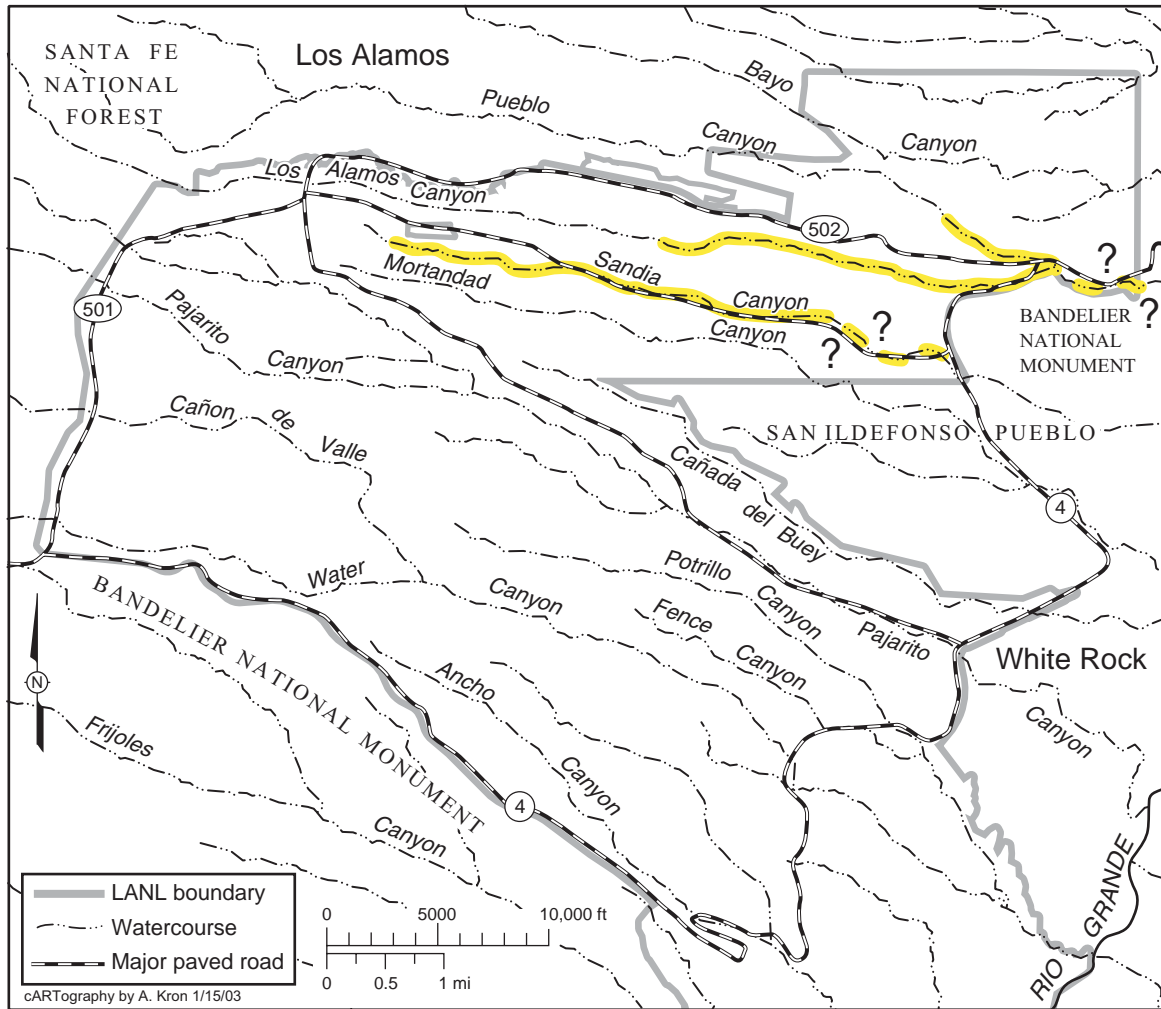 SANTA FE
NATIONAL
FOREST
Los Alamos
Bayo
Pueblo
Canyon
Canyon
Los Alamos Canyon
502
?
Mortandad
Sandia
Canyon
Canyon
?
?
?
501
Pajarito
Canyon
BANDELIER
NATIONAL
MONUMENT
Cañon de Valle
SAN ILDEFONSO PUEBLO
Cañada del Buey
4
Water
Canyon
Potrillo
Canyon
Fence
Canyon
Pajarito
White Rock
Canyon
BANDELIER NATIONAL MONUMENT
N
Ancho
Canyon
Frijoles
Canyon
4
RIO GRANDE
LANL boundary
Watercourse
Major paved road
cARTography by A. Kron 1/15/03
0 5000 10,000 ft
0 0.5 1 mi